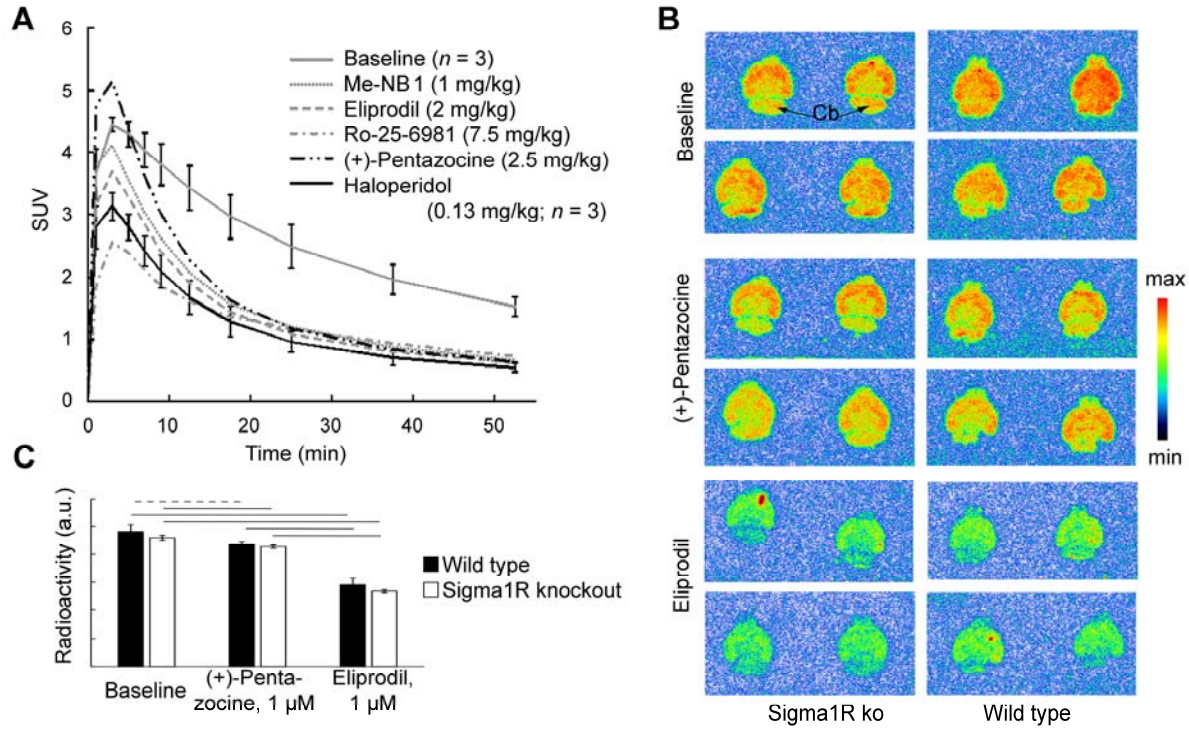 A
SUV
6
5
4
3
2
1
0
0
10
20
30
40
50
Time (min)
Baseline (n = 3)
Me-NB1 (1 mg/kg)
Eliprodil (2 mg/kg)
Ro-25-6981 (7.5 mg/kg)
(+)-Pentazocine (2.5 mg/kg)
Haloperidol
(0.13 mg/kg; n = 3)
B
Baseline
Cb
(+)-Pentazocine
Eliprodil
max
min
Sigma1R ko
Wild type
C
Radioactivity (a.u.)
Wild type
Sigma1R knockout
Baseline
(+)-Penta-
zocine, 1 µM
Eliprodil,
1 µM